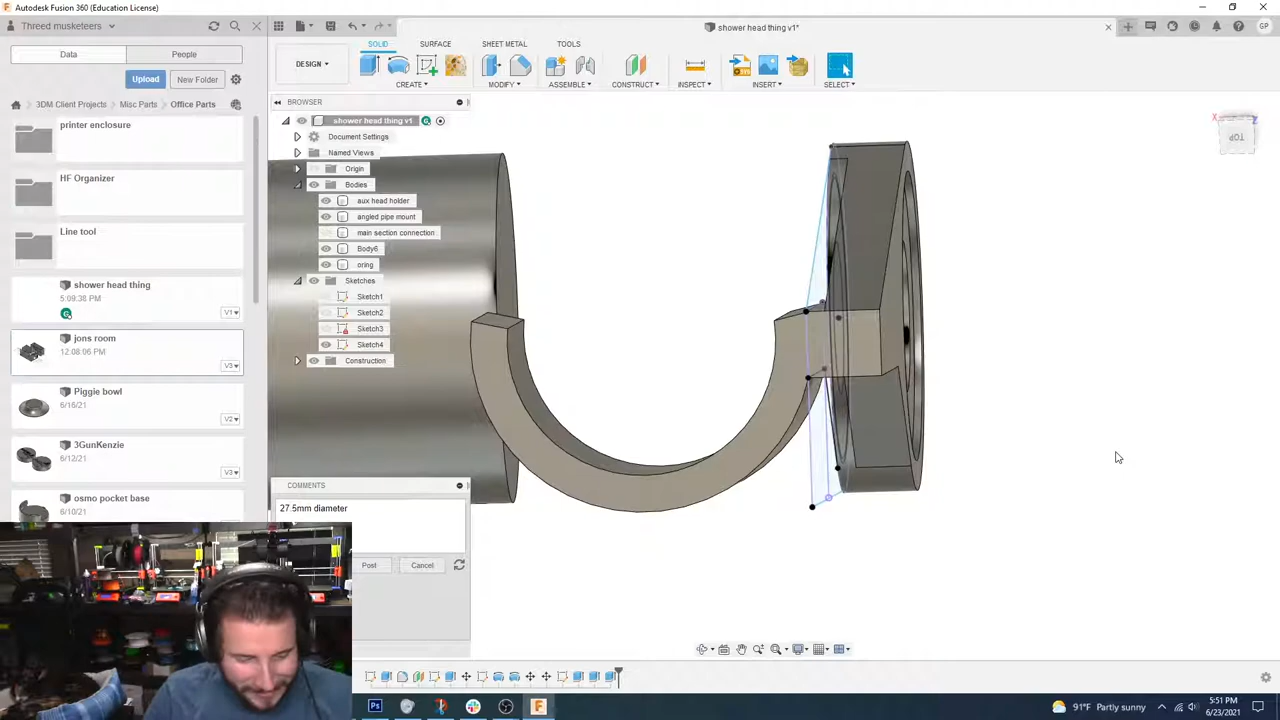 Autodesk Fusion 360 (Education License)
Threed musketeers
shower head thing v1*
GP
Data
People
Upload
New Folder
3DM Client Projects > Misc Parts > Office Parts
printer enclosure
HF Organizer
Line tool
shower head thing
5:09:38 PM
G
V1
jons room
12:08:06 PM
V3
Piggie bowl
6/16/21
V2
3GunKenzie
6/12/21
V3
osmo pocket base
6/10/21
DESIGN
SOLID
SURFACE
SHEET METAL
TOOLS
CREATE
MODIFY
ASSEMBLE
CONSTRUCT
INSPECT
INSERT
SELECT
BROWSER
shower head thing v1
G
Document Settings
Named Views
Origin
Bodies
aux head holder
angled pipe mount
main section connection
Body6
oring
Sketches
Sketch1
Sketch2
Sketch3
Sketch4
Construction
X
Z
TOP
COMMENTS
27.5mm diameter
Post
Cancel
Ps
F
91°F Partly sunny
5:51 PM
6/23/2021